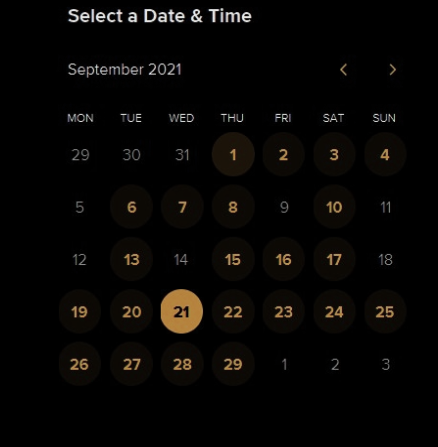 Select a Date & Time
September 2021
MON TUE WED THU FRI SAT SUN
29 30 31 1 2 3 4
5 6 7 8 9 10 11
12 13 14 15 16 17 18
19 20 21 22 23 24 25
26 27 28 29 1 2 3